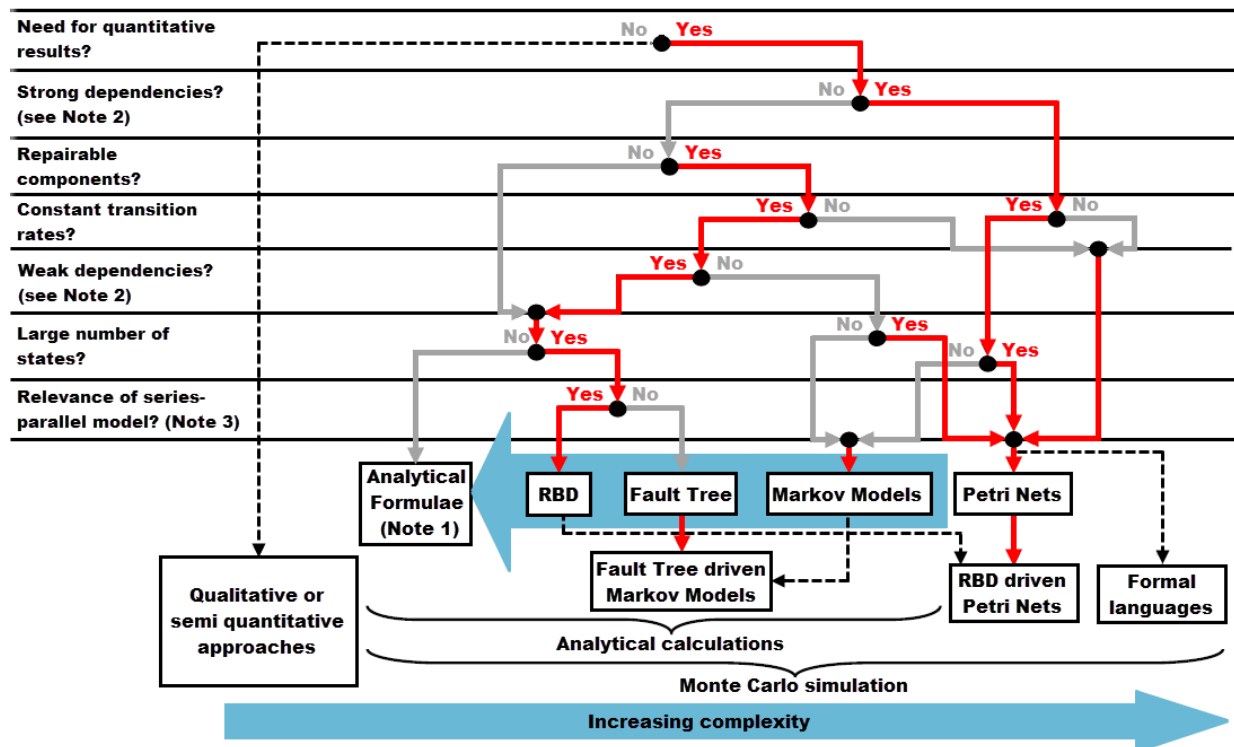 Need for quantitative
results?
No Yes
Strong dependencies?
(see Note 2)
No Yes
Repairable
components?
No Yes
Constant transition
rates?
Yes No Yes No
Weak dependencies?
(see Note 2)
Yes No
Large number of
states?
No Yes No Yes No Yes
Relevance of series-
parallel model? (Note 3)
Yes No
Analytical
Formulae
(Note 1)
RBD
Fault Tree
Markov Models
Petri Nets
Fault Tree driven
Markov Models
RBD driven
Petri Nets
Formal
languages
Qualitative or
semi quantitative
approaches
Analytical calculations
Monte Carlo simulation
Increasing complexity